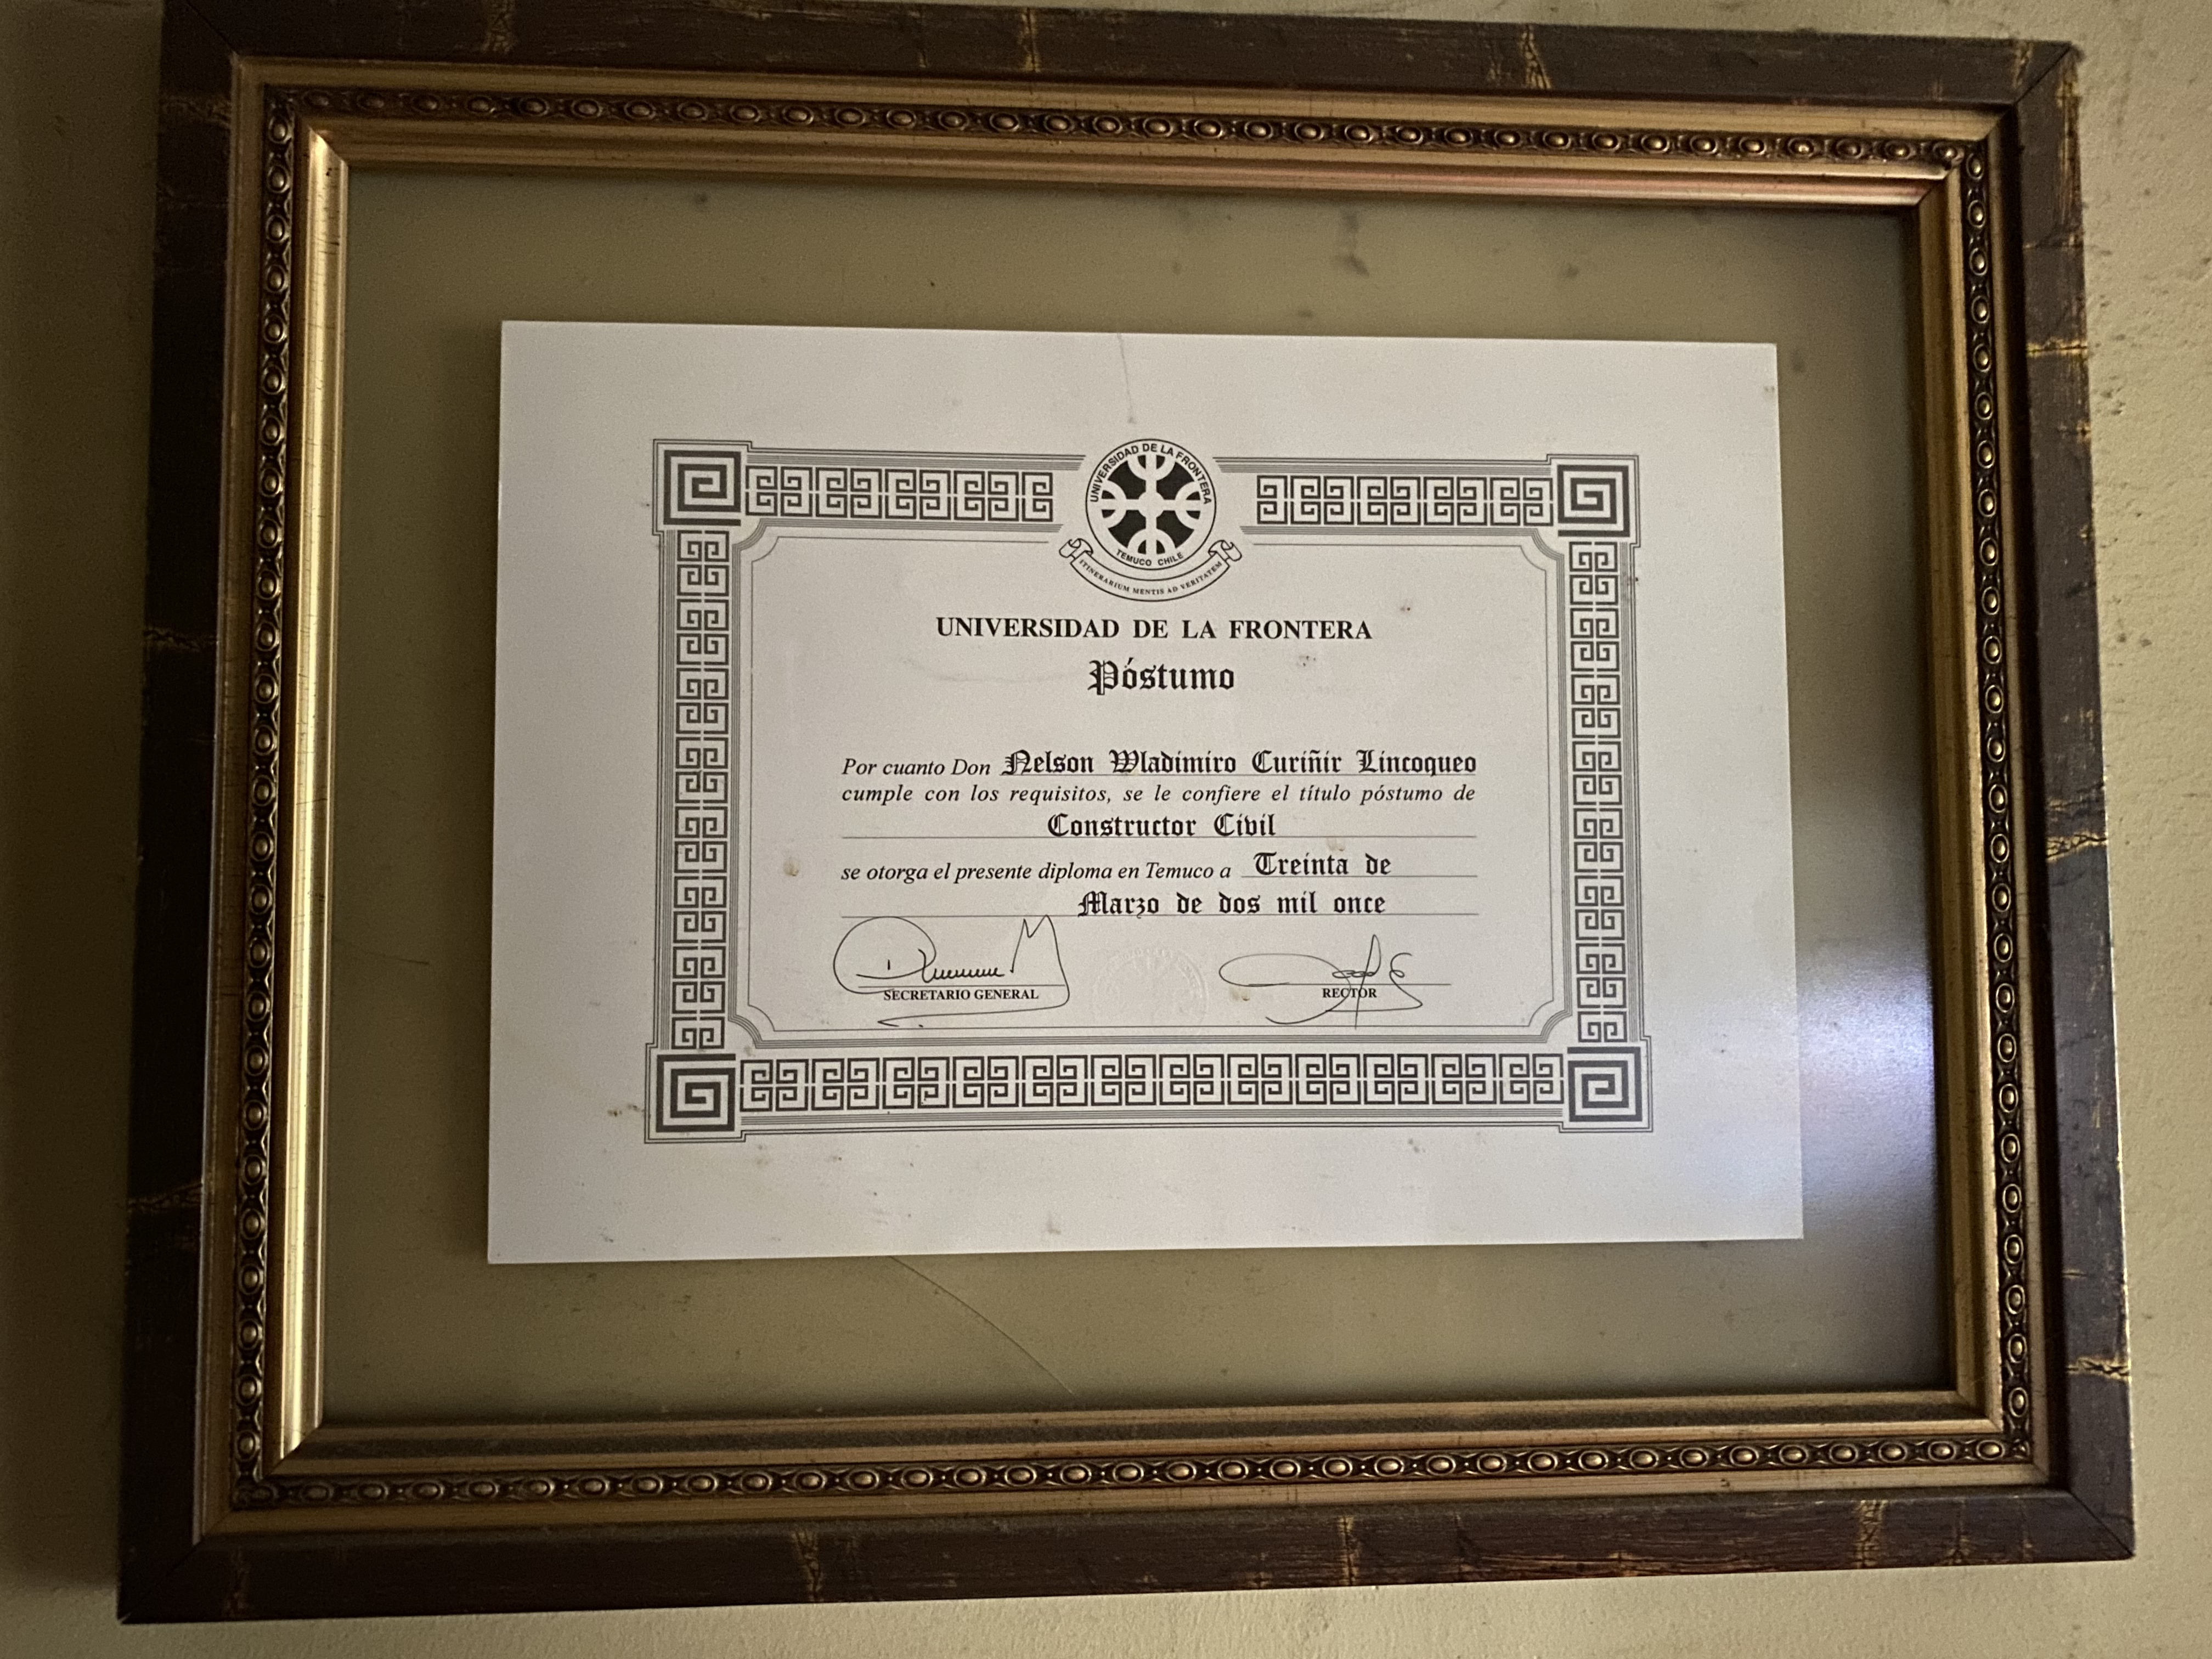 UNIVERSIDAD DE LA FRONTERA
TEMUCO CHILE
ITINERARIUM MENTIS AD VERITATEM
UNIVERSIDAD DE LA FRONTERA
Póstumo
Por cuanto Don Nelson Wladimiro Curiñir Lincoqueo
cumple con los requisitos, se le confiere el título póstumo de
Constructor Civil
se otorga el presente diploma en Temuco a Treinta de
Marzo de dos mil once
SECRETARIO GENERAL RECTOR